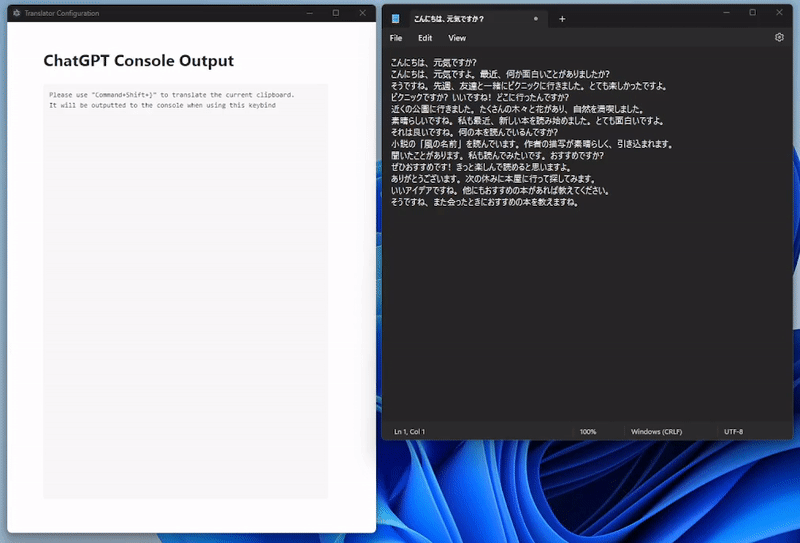 Translator Configuration
ChatGPT Console Output
Please use "Command+Shift+j" to translate the current clipboard.
It will be outputted to the console when using this keybind
こんにちは、元気ですか?
File Edit View
こんにちは、元気ですか?
こんにちは、元気ですよ。最近、何か面白いことがありましたか?
そうですね。先週、友達と一緒にピクニックに行きました。とても楽しかったですよ。
ピクニックですか? いいですね! どこに行ったんですか?
近くの公園に行きました。たくさんの木々と花があり、自然を満喫しました。
素晴らしいですね。私も最近、新しい本を読み始めました。とても面白いですよ。
それは良いですね。何の本を読んでいるんですか?
小説の「風の名前」を読んでいます。作者の描写が素晴らしく、引き込まれます。
聞いたことがあります。私も読んでみたいです。おすすめですか?
ぜひおすすめです! きっと楽しんで読めると思いますよ。
ありがとうございます。次の休みに本屋に行って探してみます。
いいアイデアですね。他にもおすすめの本があれば教えてください。
そうですね、また会ったときにおすすめの本を教えますね。
Ln 1, Col 1 100% Windows (CRLF) UTF-8